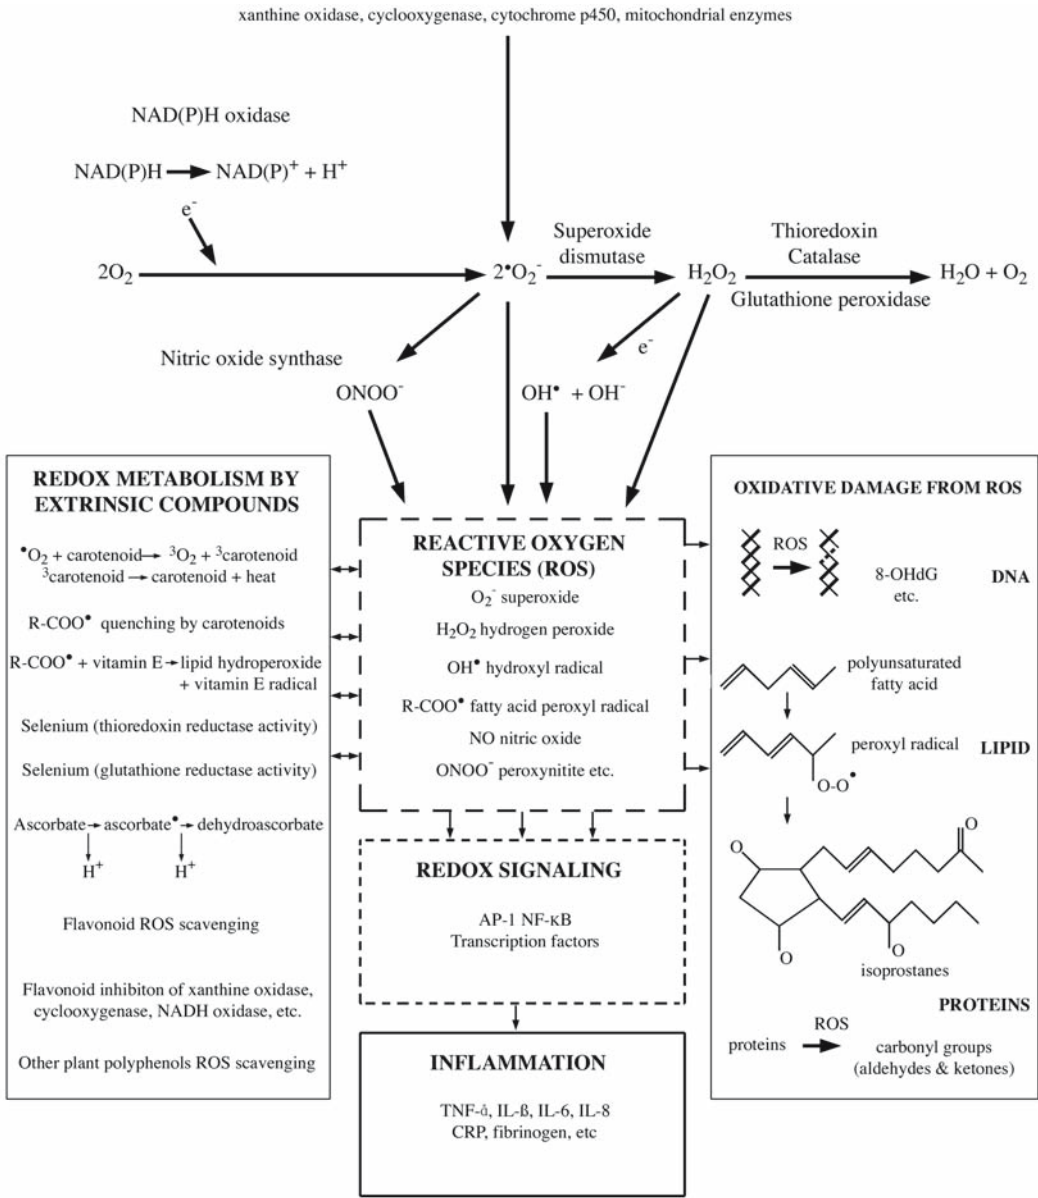 xanthine oxidase, cyclooxygenase, cytochrome p450, mitochondrial enzymes
NAD(P)H oxidase
NAD(P)H → NAD(P)⁺ + H⁺
e⁻
2O₂
2•O₂⁻
Superoxide
dismutase
H₂O₂
Thioredoxin
Catalase
Glutathione peroxidase
H₂O + O₂
Nitric oxide synthase
ONOO⁻
e⁻
OH• + OH⁻
REDOX METABOLISM BY
EXTRINSIC COMPOUNDS
•O₂ + carotenoid → ³O₂ + ³carotenoid
³carotenoid → carotenoid + heat
R-COO• quenching by carotenoids
R-COO• + vitamin E → lipid hydroperoxide
+ vitamin E radical
Selenium (thioredoxin reductase activity)
Selenium (glutathione reductase activity)
Ascorbate → ascorbate• → dehydroascorbate
H⁺ H⁺
Flavonoid ROS scavenging
Flavonoid inhibiton of xanthine oxidase,
cyclooxygenase, NADH oxidase, etc.
Other plant polyphenols ROS scavenging
REACTIVE OXYGEN
SPECIES (ROS)
O₂⁻ superoxide
H₂O₂ hydrogen peroxide
OH• hydroxyl radical
R-COO• fatty acid peroxyl radical
NO nitric oxide
ONOO⁻ peroxynitite etc.
REDOX SIGNALING
AP-1 NF-κB
Transcription factors
INFLAMMATION
TNF-ά, IL-ß, IL-6, IL-8
CRP, fibrinogen, etc
OXIDATIVE DAMAGE FROM ROS
ROS
8-OHdG
etc.
DNA
polyunsaturated
fatty acid
peroxyl radical
LIPID
O-O•
O
O
O
O
isoprostanes
PROTEINS
ROS
proteins
carbonyl groups
(aldehydes & ketones)